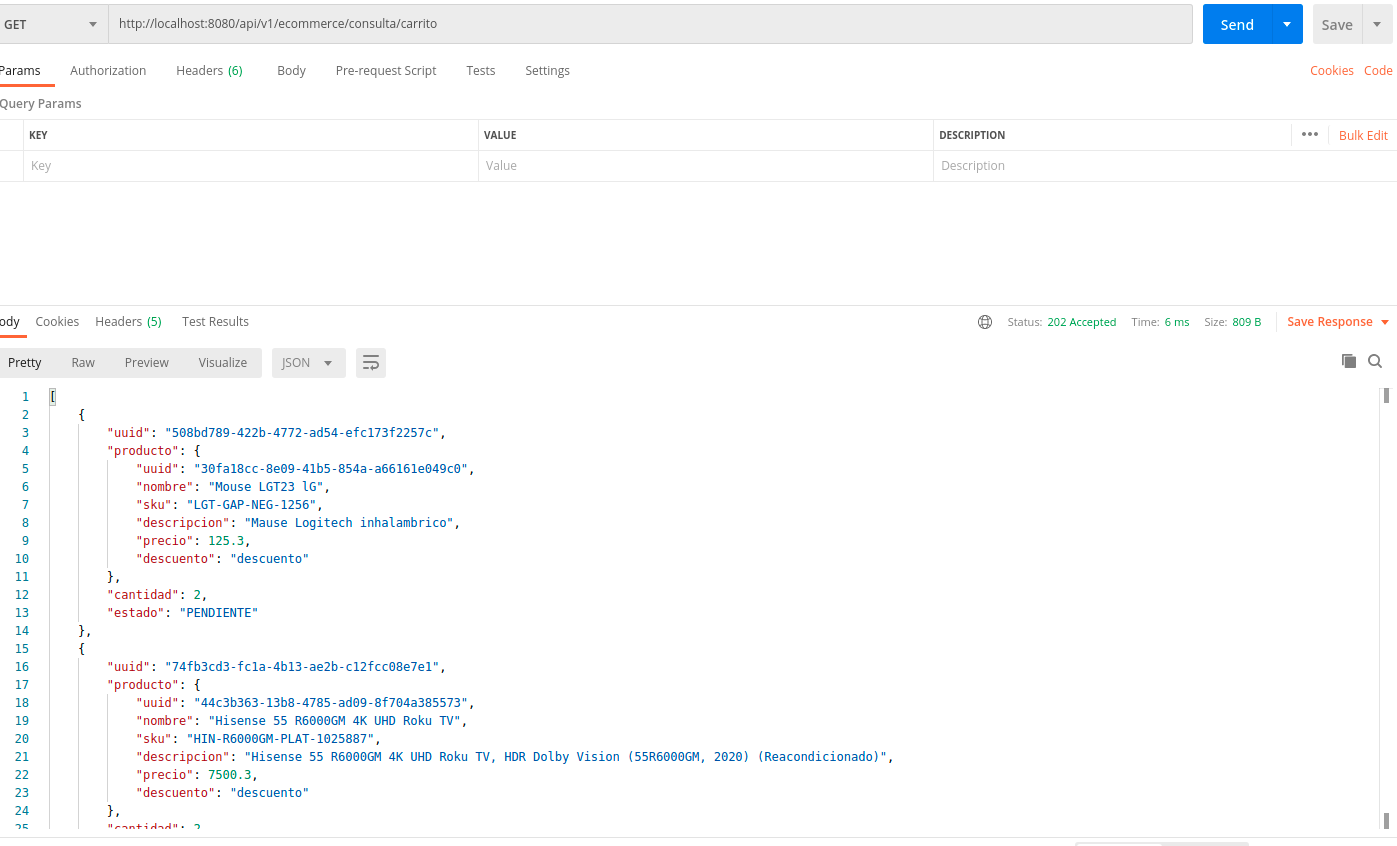 GET http://localhost:8080/api/v1/ecommerce/consulta/carrito Send Save
Params Authorization Headers (6) Body Pre-request Script Tests Settings Cookies Code
Query Params
KEY VALUE DESCRIPTION ••• Bulk Edit
Key Value Description
ody Cookies Headers (5) Test Results Status: 202 Accepted Time: 6 ms Size: 809 B Save Response
Pretty Raw Preview Visualize JSON
1 [
2 {
3 "uuid": "508bd789-422b-4772-ad54-efc173f2257c",
4 "producto": {
5 "uuid": "30fa18cc-8e09-41b5-854a-a66161e049c0",
6 "nombre": "Mouse LGT23 lG",
7 "sku": "LGT-GAP-NEG-1256",
8 "descripcion": "Mause Logitech inhalambrico",
9 "precio": 125.3,
10 "descuento": "descuento"
11 },
12 "cantidad": 2,
13 "estado": "PENDIENTE"
14 },
15 {
16 "uuid": "74fb3cd3-fc1a-4b13-ae2b-c12fcc08e7e1",
17 "producto": {
18 "uuid": "44c3b363-13b8-4785-ad09-8f704a385573",
19 "nombre": "Hisense 55 R6000GM 4K UHD Roku TV",
20 "sku": "HIN-R6000GM-PLAT-1025887",
21 "descripcion": "Hisense 55 R6000GM 4K UHD Roku TV, HDR Dolby Vision (55R6000GM, 2020) (Reacondicionado)",
22 "precio": 7500.3,
23 "descuento": "descuento"
24 },
25 "cantidad": 2